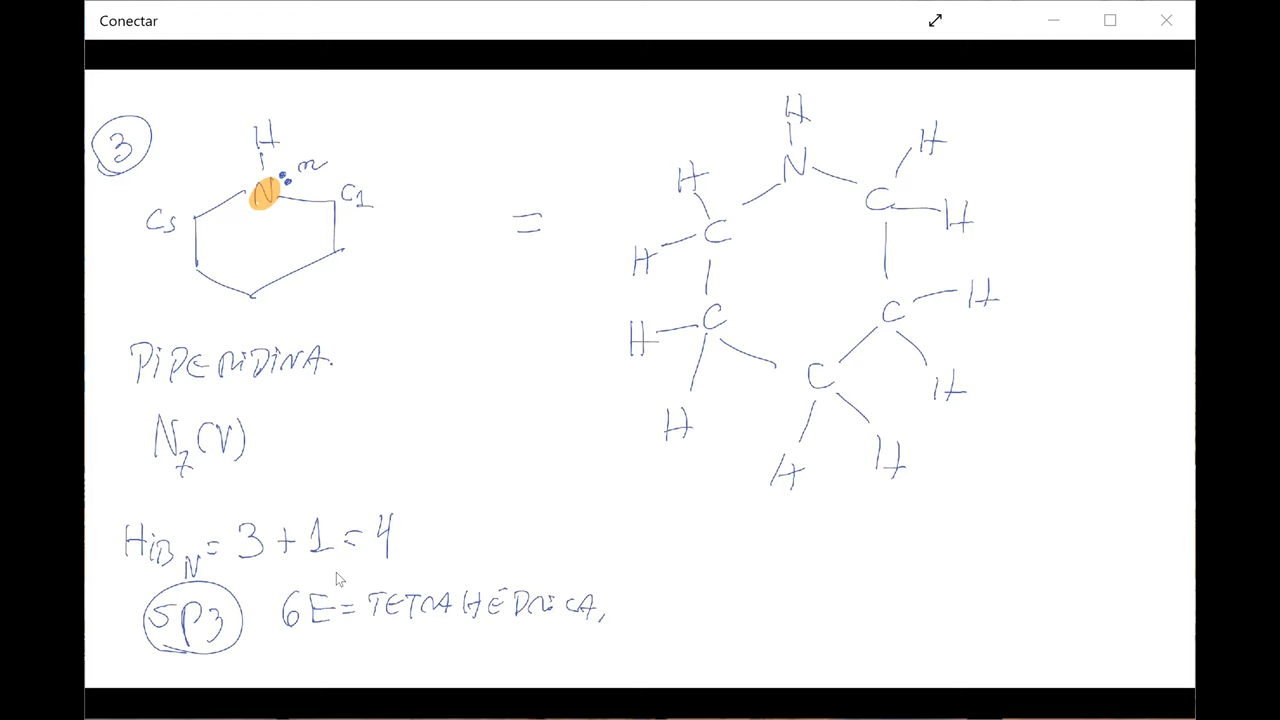 Conectar
3
H
N n
C5 C1
=
H
N
H H
C C
H H
H C C H
H C H
H H
PIPERIDINA.
N7(V)
HiBN = 3 + 1 = 4
SP3 GE = TETRAHÉDRICA,